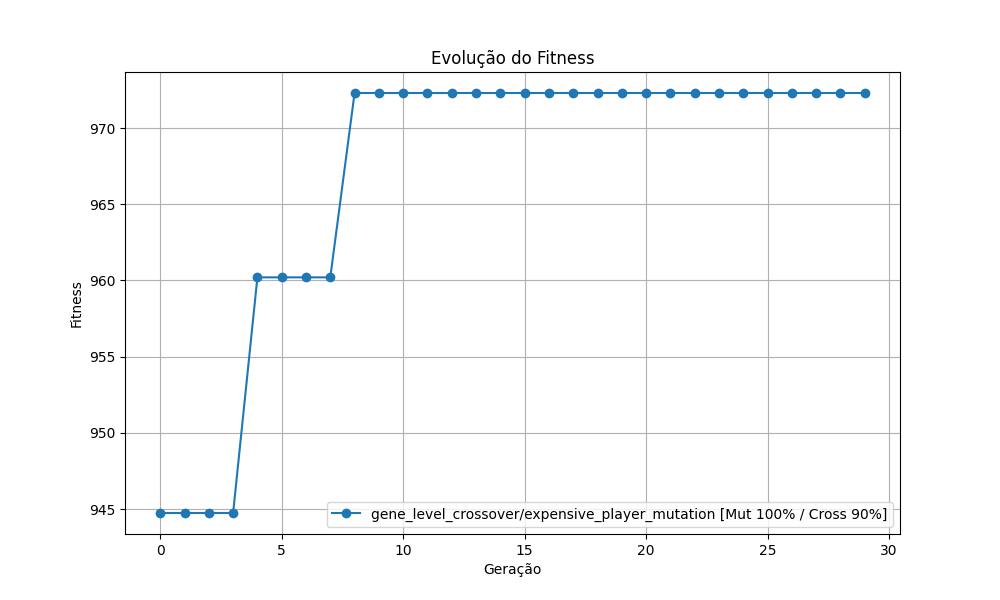 Evolução do Fitness
Fitness
970
965
960
955
950
945
gene_level_crossover/expensive_player_mutation [Mut 100% / Cross 90%]
0 5 10 15 20 25 30
Geração